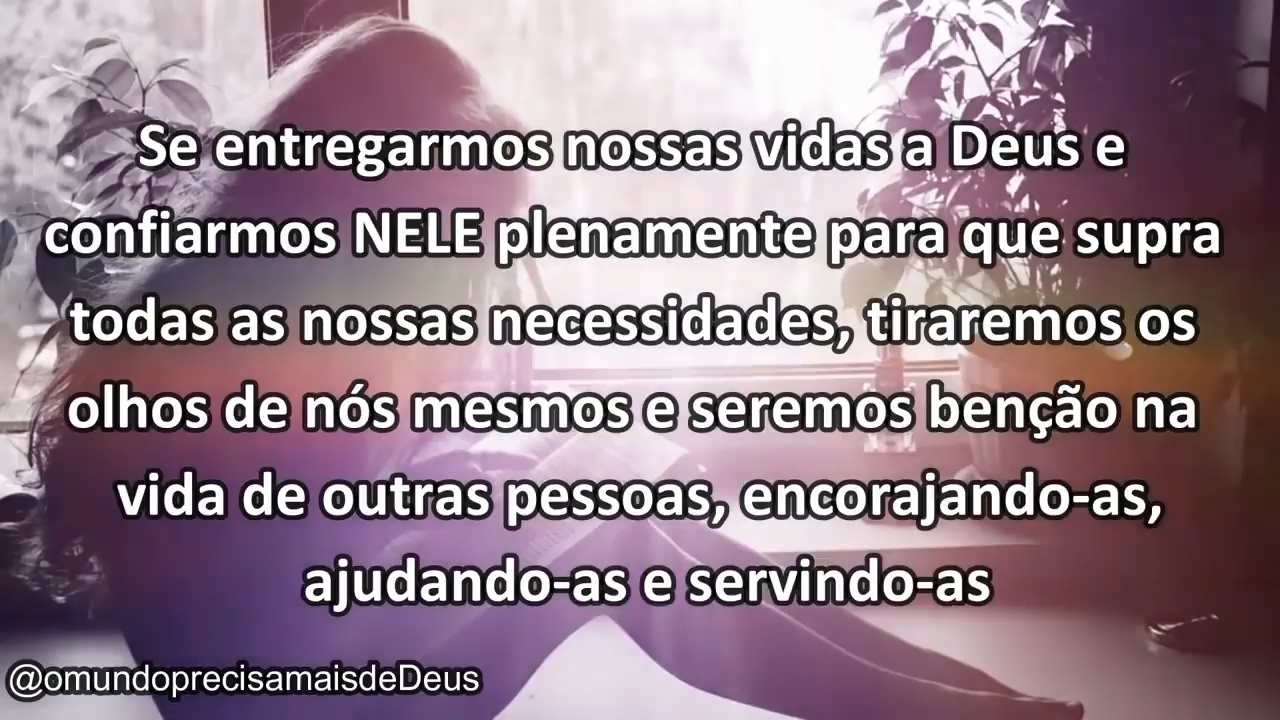 Se entregarmos nossas vidas a Deus e
confiarmos NELE plenamente para que supra
todas as nossas necessidades, tiraremos os
olhos de nós mesmos e seremos benção na
vida de outras pessoas, encorajando-as,
ajudando-as e servindo-as
@omundoprecisamaisdeDeus